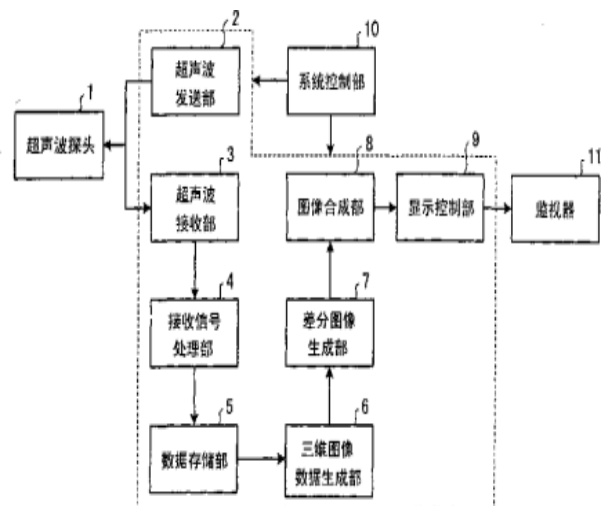 1
超声波探头
2
超声波
发送部
10
系统控制部
3
超声波
接收部
8
图像合成部
9
显示控制部
11
监视器
4
接收信号
处理部
7
差分图像
生成部
5
数据存储部
6
三维图像
数据生成部